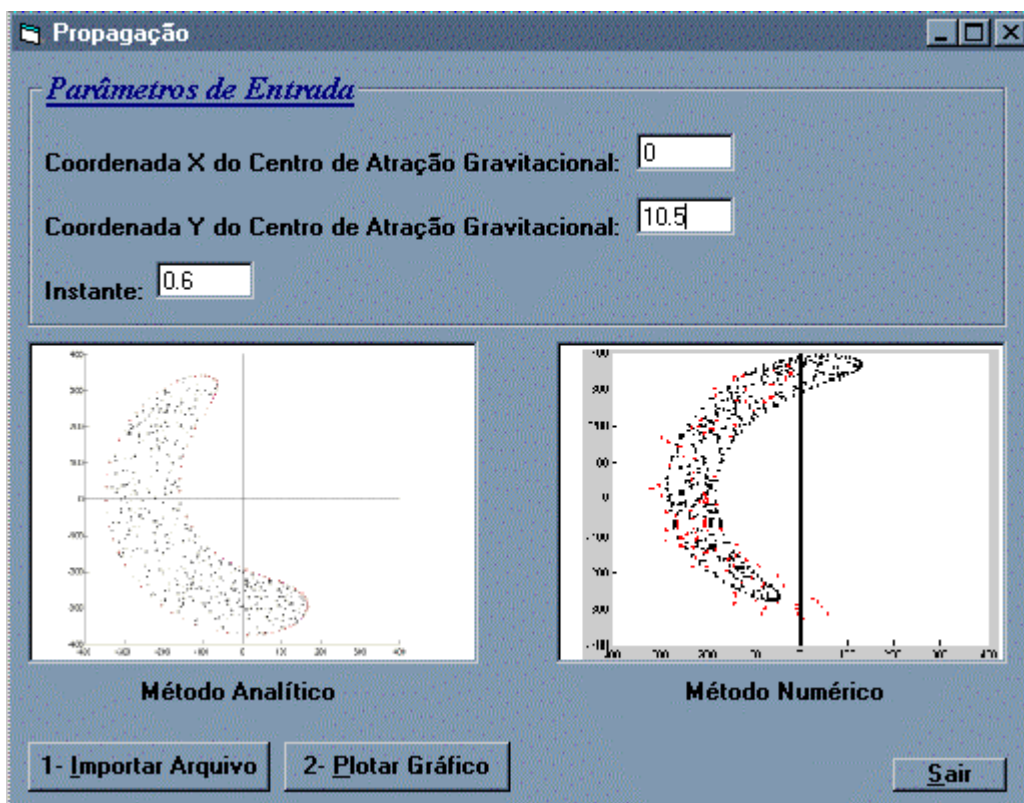 Propagação
Parâmetros de Entrada
Coordenada X do Centro de Atração Gravitacional: 0
Coordenada Y do Centro de Atração Gravitacional: 10.5
Instante: 0.6
Método Analítico
Método Numérico
1- Importar Arquivo
2- Plotar Gráfico
Sair